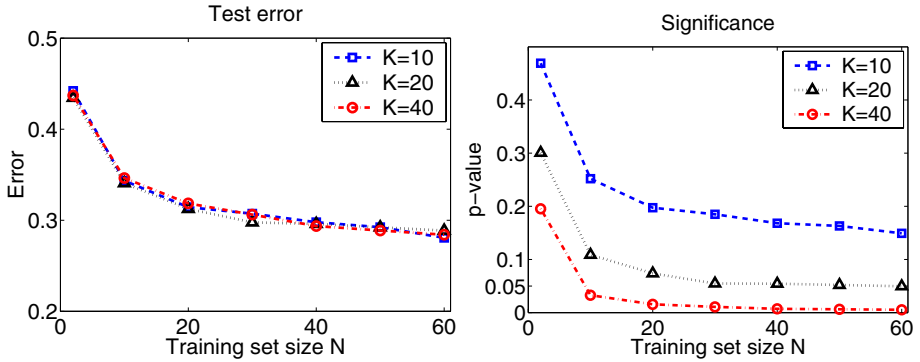 Test error
0.5
0.4
0.3
0.2
Error
0
20
40
60
Training set size N
K=10
K=20
K=40
Significance
0.4
0.3
0.2
0.1
0.05
0
p-value
0
20
40
60
Training set size N
K=10
K=20
K=40